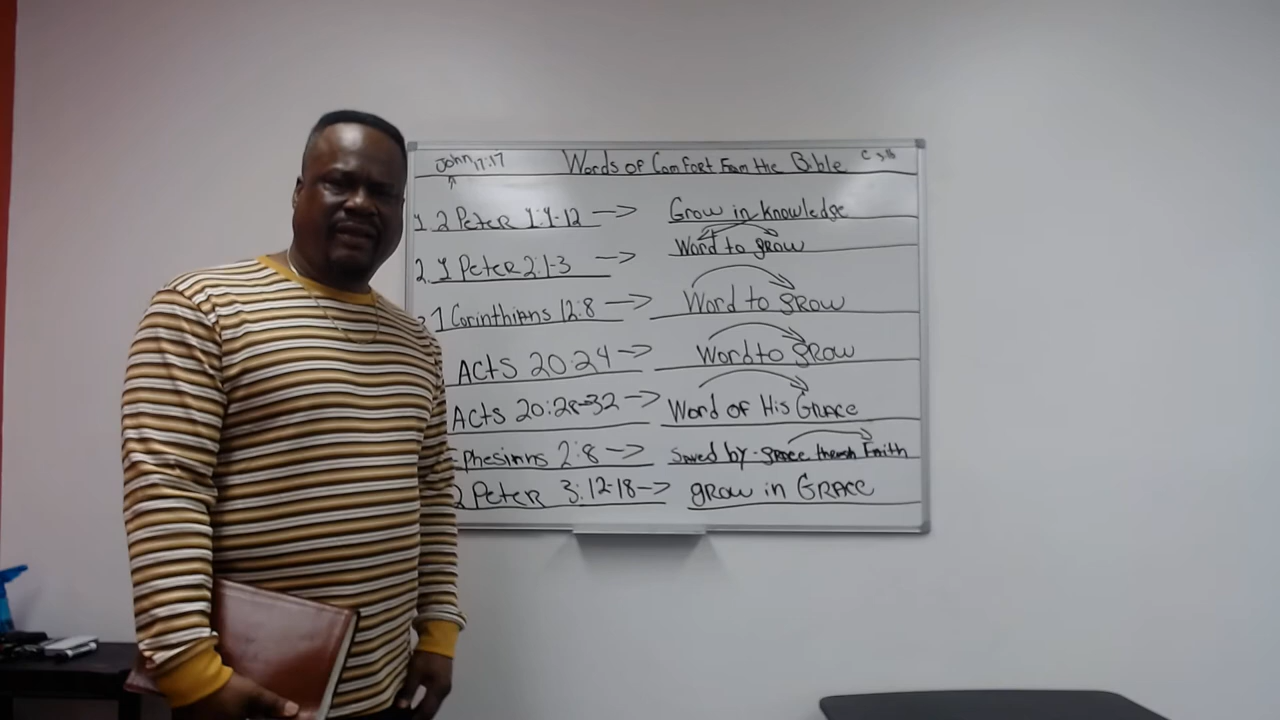 John 17:17 Words of Comfort From the Bible
1. 2 Peter 1:1-12 → Grow in Knowledge
2. 1 Peter 2:1-3 → Word to grow
1 Corinthians 12:8 → Word to grow
Acts 20:24 → Word to grow
Acts 20:28-32 → Word of His Grace
Ephesians 2:8 → Saved by grace through Faith
2 Peter 3:12-18 → grow in Grace